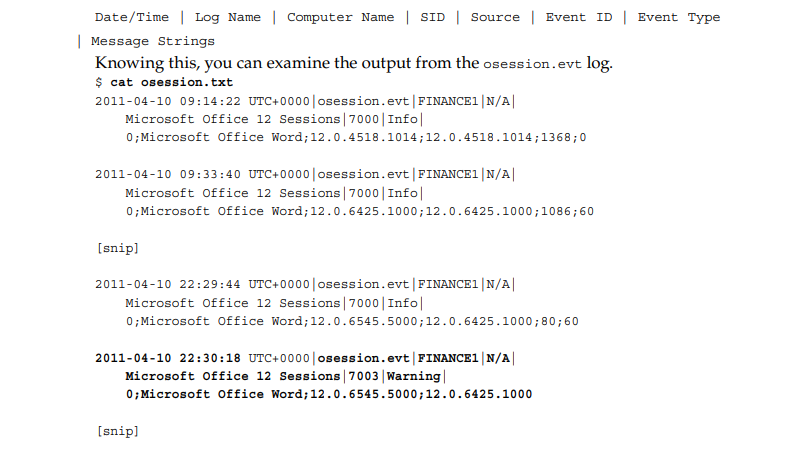 Date/Time | Log Name | Computer Name | SID | Source | Event ID | Event Type
| Message Strings
Knowing this, you can examine the output from the osession.evt log.
$ cat osession.txt
2011-04-10 09:14:22 UTC+0000|osession.evt|FINANCE1|N/A|
Microsoft Office 12 Sessions|7000|Info|
0;Microsoft Office Word;12.0.4518.1014;12.0.4518.1014;1368;0
2011-04-10 09:33:40 UTC+0000|osession.evt|FINANCE1|N/A|
Microsoft Office 12 Sessions|7000|Info|
0;Microsoft Office Word;12.0.6425.1000;12.0.6425.1000;1086;60
[snip]
2011-04-10 22:29:44 UTC+0000|osession.evt|FINANCE1|N/A|
Microsoft Office 12 Sessions|7000|Info|
0;Microsoft Office Word;12.0.6545.5000;12.0.6425.1000;80;60
2011-04-10 22:30:18 UTC+0000|osession.evt|FINANCE1|N/A|
Microsoft Office 12 Sessions|7003|Warning|
0;Microsoft Office Word;12.0.6545.5000;12.0.6425.1000
[snip]